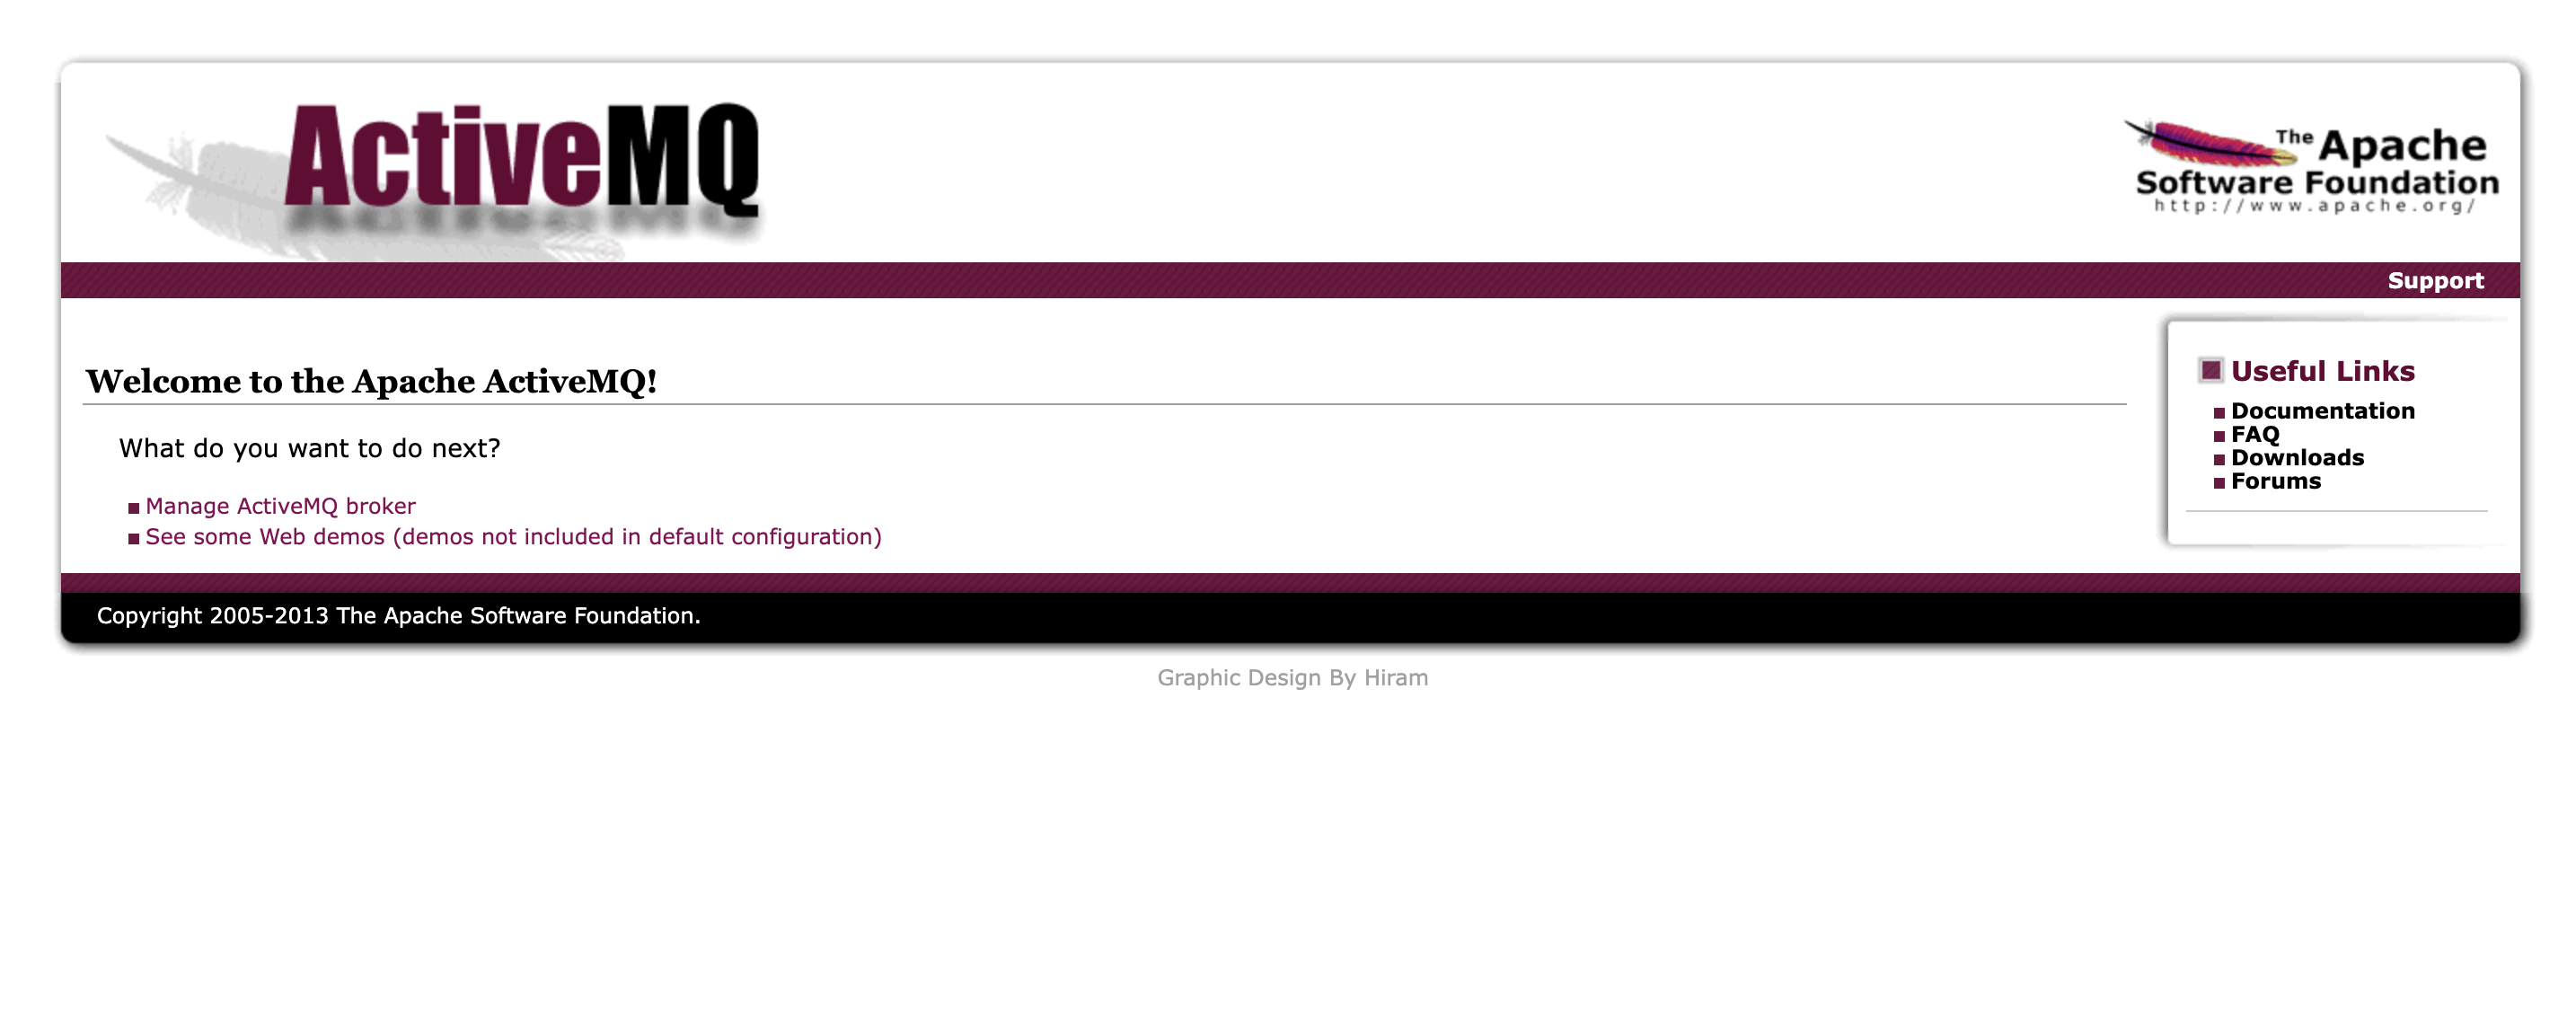 ActiveMQ
The Apache
Software Foundation
http://www.apache.org/
Support
Welcome to the Apache ActiveMQ!
What do you want to do next?
Manage ActiveMQ broker
See some Web demos (demos not included in default configuration)
Useful Links
Documentation
FAQ
Downloads
Forums
Copyright 2005-2013 The Apache Software Foundation.
Graphic Design By Hiram